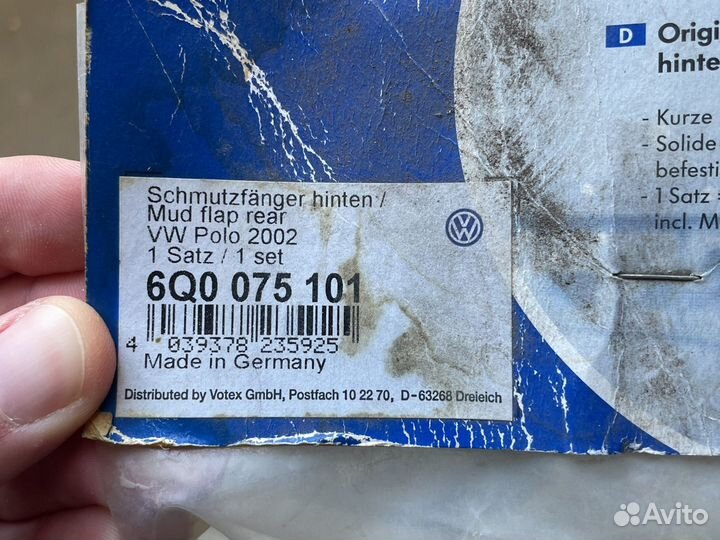 D Origi
hinte
- Kurze
- Solide
befesti
- 1 Satz
incl. M
Schmutzfänger hinten /
Mud flap rear
VW Polo 2002
1 Satz / 1 set
6Q0 075 101
4 039378 235925
Made in Germany
Distributed by Votex GmbH, Postfach 10 22 70, D-63268 Dreieich
Avito